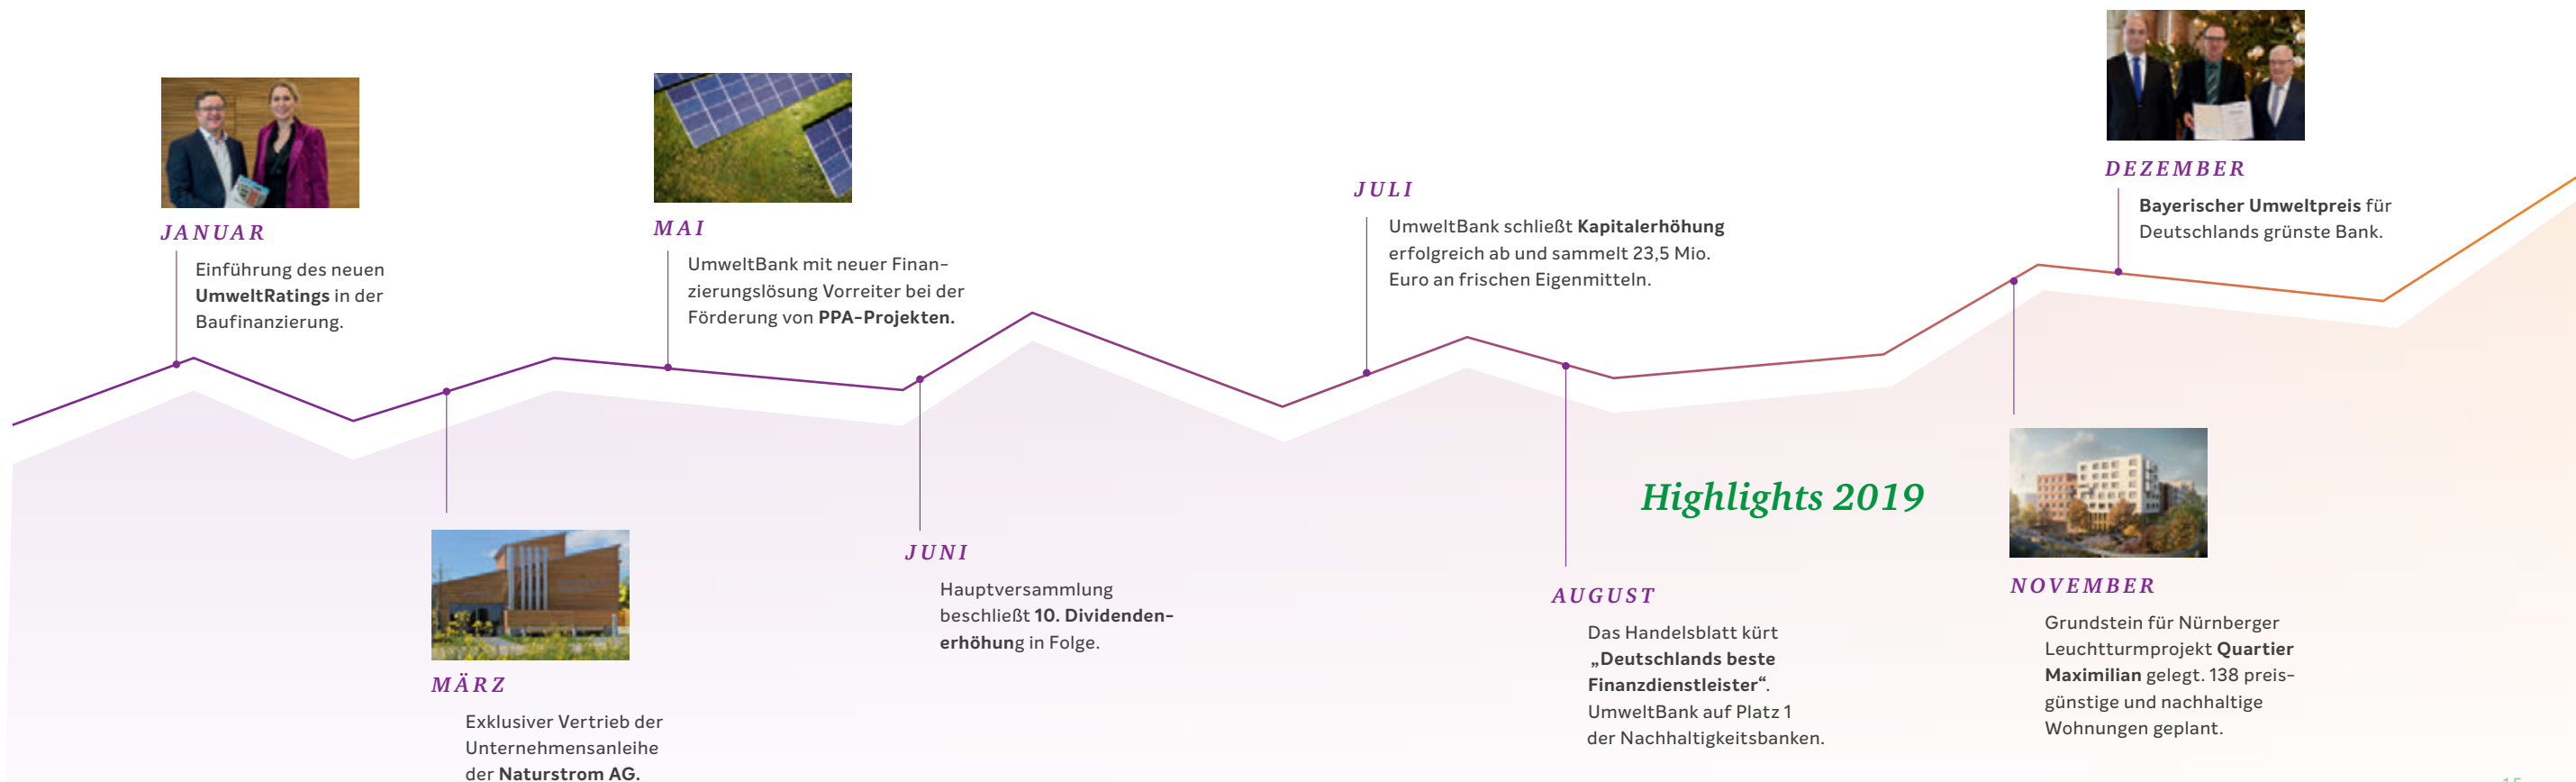 JANUAR
Einführung des neuen
UmweltRatings in der
Baufinanzierung.
MÄRZ
Exklusiver Vertrieb der
Unternehmensanleihe
der Naturstrom AG.
MAI
UmweltBank mit neuer Finan-
zierungslösung Vorreiter bei der
Förderung von PPA-Projekten.
JUNI
Hauptversammlung
beschließt 10. Dividenden-
erhöhung in Folge.
JULI
UmweltBank schließt Kapitalerhöhung
erfolgreich ab und sammelt 23,5 Mio.
Euro an frischen Eigenmitteln.
AUGUST
Das Handelsblatt kürt
„Deutschlands beste
Finanzdienstleister“.
UmweltBank auf Platz 1
der Nachhaltigkeitsbanken.
Highlights 2019
NOVEMBER
Grundstein für Nürnberger
Leuchtturmprojekt Quartier
Maximilian gelegt. 138 preis-
günstige und nachhaltige
Wohnungen geplant.
DEZEMBER
Bayerischer Umweltpreis für
Deutschlands grünste Bank.